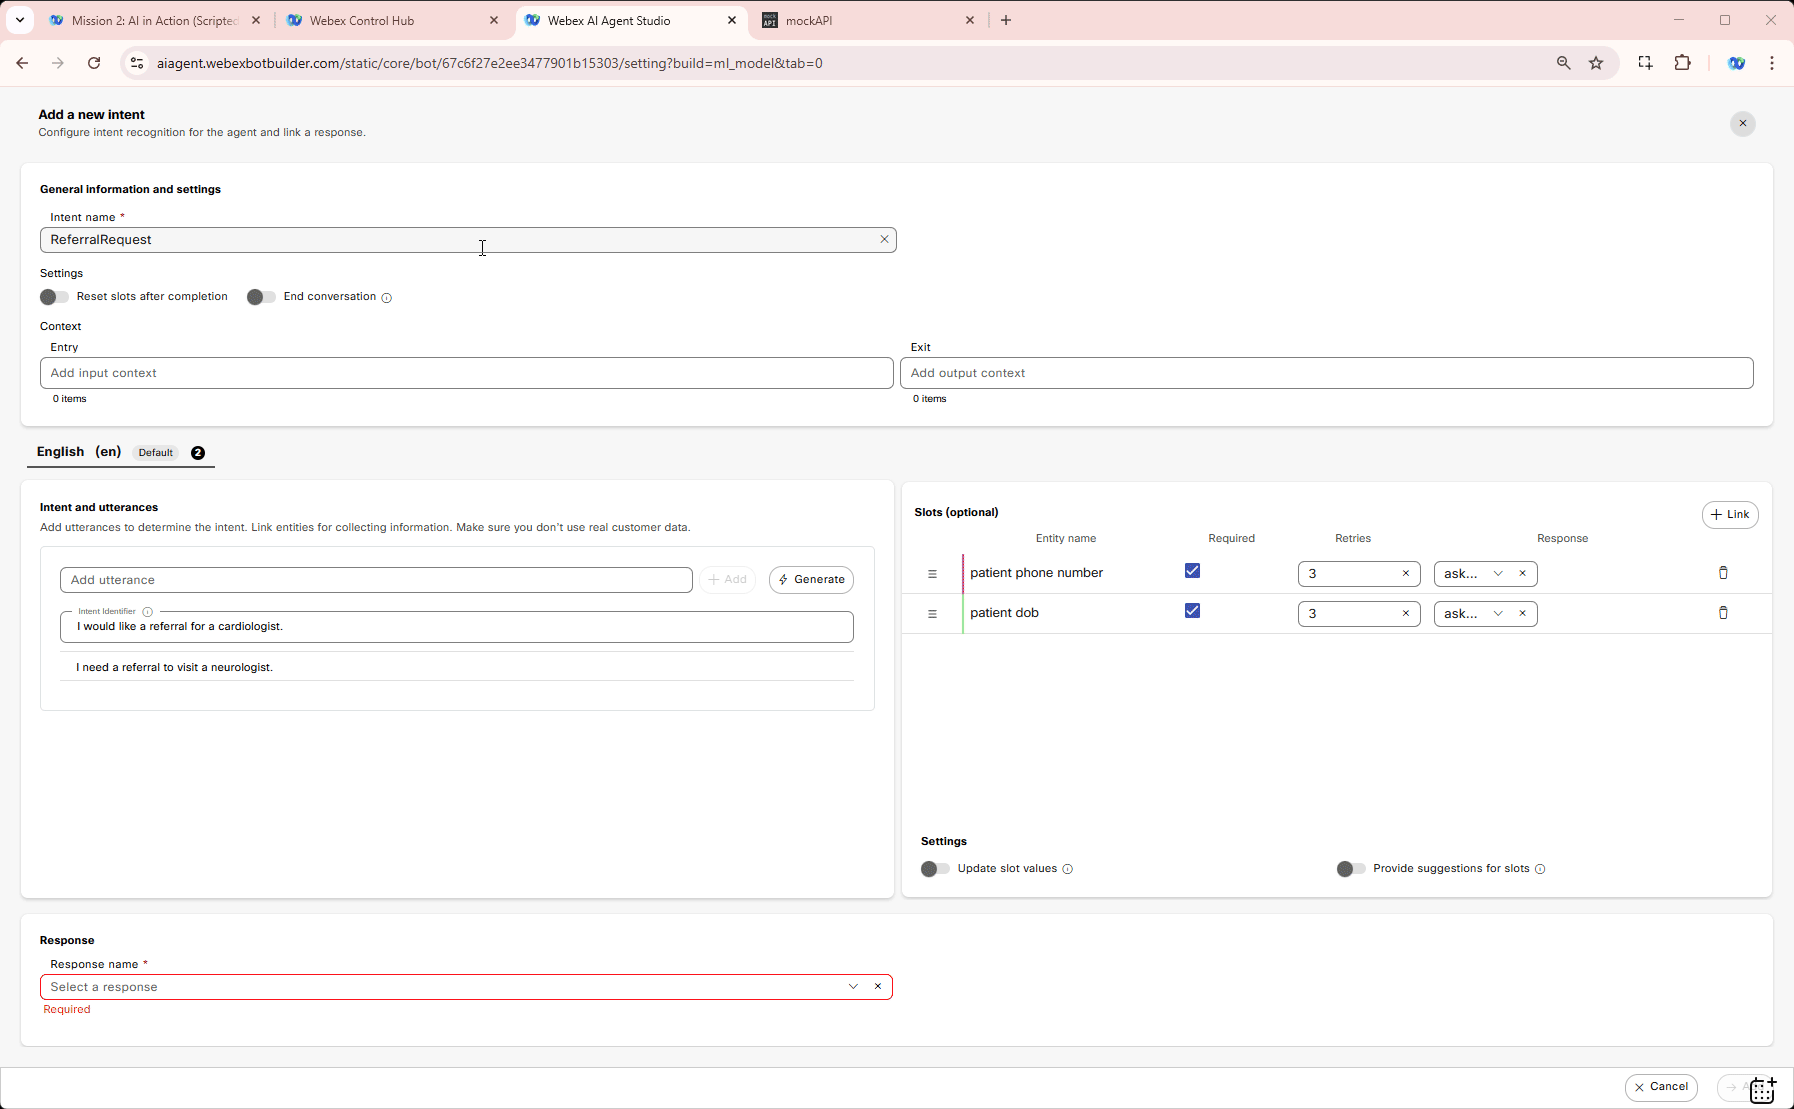 Mission 2: AI in Action (Scripted
Webex Control Hub
Webex AI Agent Studio
mock API
mockAPI
aiagent.webexbotbuilder.com/static/core/bot/67c6f27e2ee3477901b15303/setting?build=ml_model&tab=0
Add a new intent
Configure intent recognition for the agent and link a response.
General information and settings
Intent name *
ReferralRequest
Settings
Reset slots after completion
End conversation
Context
Entry
Exit
Add input context
Add output context
0 items
0 items
English (en) Default 2
Intent and utterances
Add utterances to determine the intent. Link entities for collecting information. Make sure you don't use real customer data.
Add utterance
+ Add
Generate
Intent Identifier
I would like a referral for a cardiologist.
I need a referral to visit a neurologist.
Slots (optional)
+ Link
Entity name Required Retries Response
patient phone number 3 ask...
patient dob 3 ask...
Settings
Update slot values
Provide suggestions for slots
Response
Response name *
Select a response
Required
Cancel